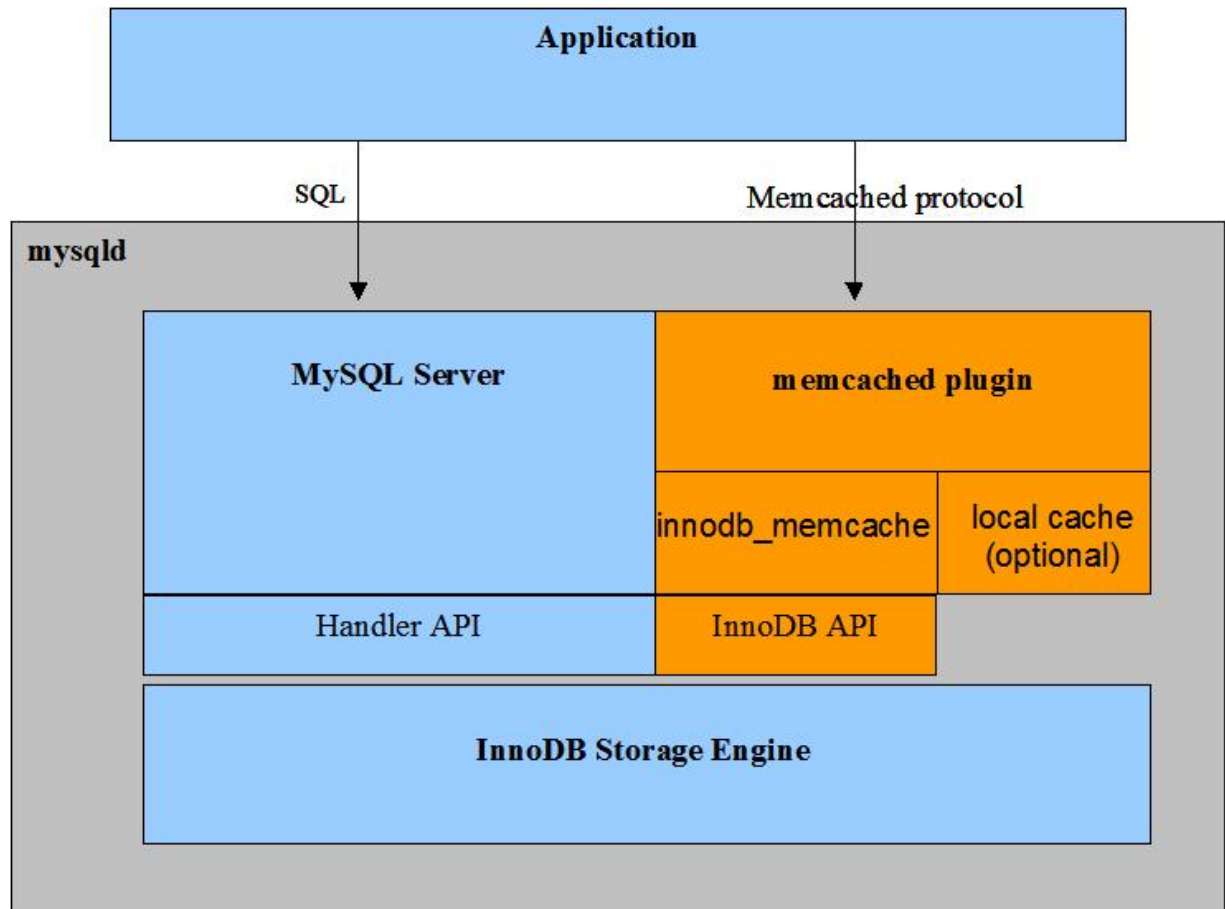 Application
SQL
Memcached protocol
mysqld
MySQL Server
memcached plugin
innodb_memcache
local cache
(optional)
Handler API
InnoDB API
InnoDB Storage Engine